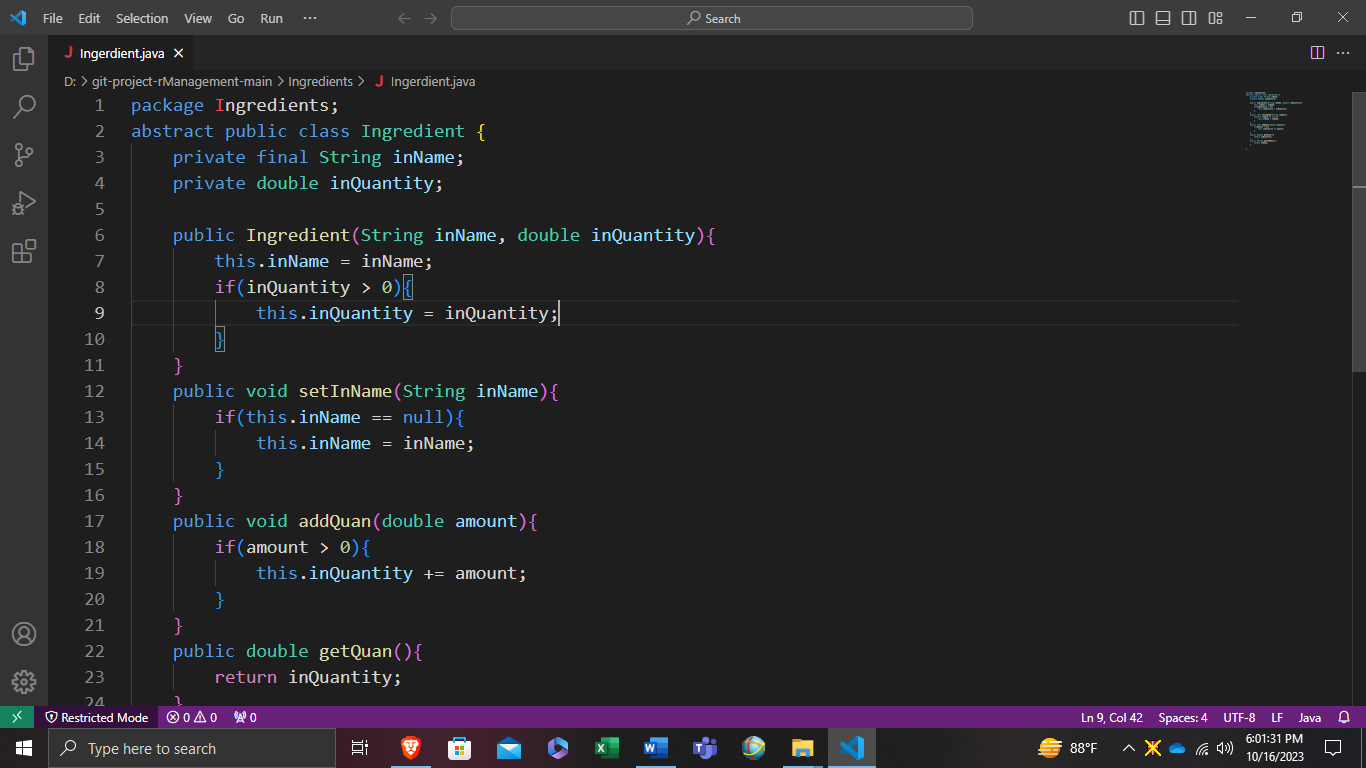 File Edit Selection View Go Run ··· Search
Ingerdient.java
D: > git-project-rManagement-main > Ingredients > J Ingerdient.java
1 package Ingredients;
2 abstract public class Ingredient {
3 private final String inName;
4 private double inQuantity;
5
6 public Ingredient(String inName, double inQuantity){
7 this.inName = inName;
8 if(inQuantity > 0){
9 this.inQuantity = inQuantity;
10 }
11 }
12 public void setInName(String inName){
13 if(this.inName == null){
14 this.inName = inName;
15 }
16 }
17 public void addQuan(double amount){
18 if(amount > 0){
19 this.inQuantity += amount;
20 }
21 }
22 public double getQuan(){
23 return inQuantity;
24 }
Restricted Mode 0 0 0 Ln 9, Col 42 Spaces: 4 UTF-8 LF Java
Type here to search 88°F 6:01:31 PM
10/16/2023